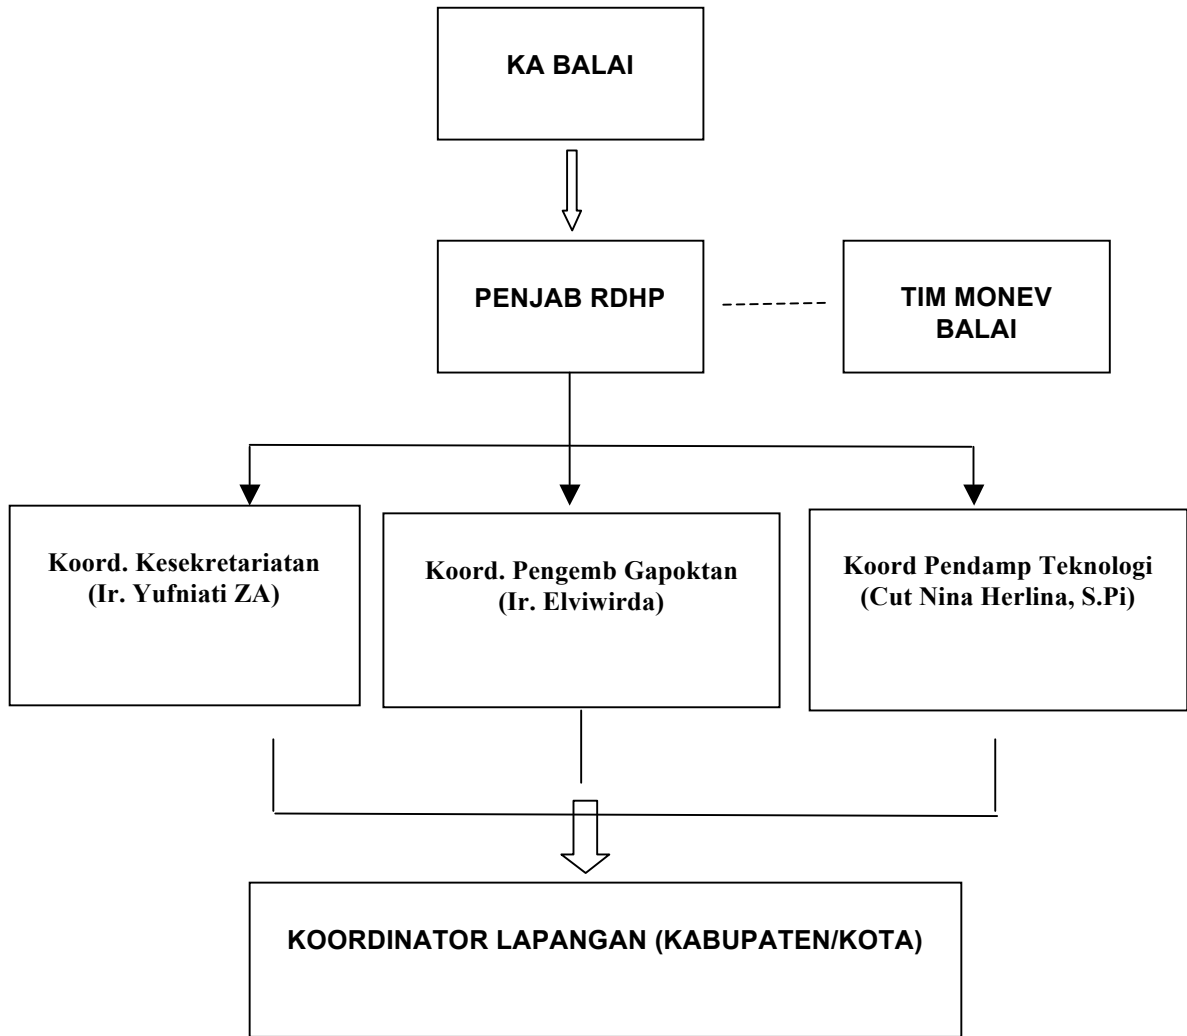 KA BALAI
PENJAB RDHP
TIM MONEV
BALAI
Koord. Kesekretariatan
(Ir. Yufniati ZA)
Koord. Pengemb Gapoktan
(Ir. Elviwirda)
Koord Pendamp Teknologi
(Cut Nina Herlina, S.Pi)
KOORDINATOR LAPANGAN (KABUPATEN/KOTA)